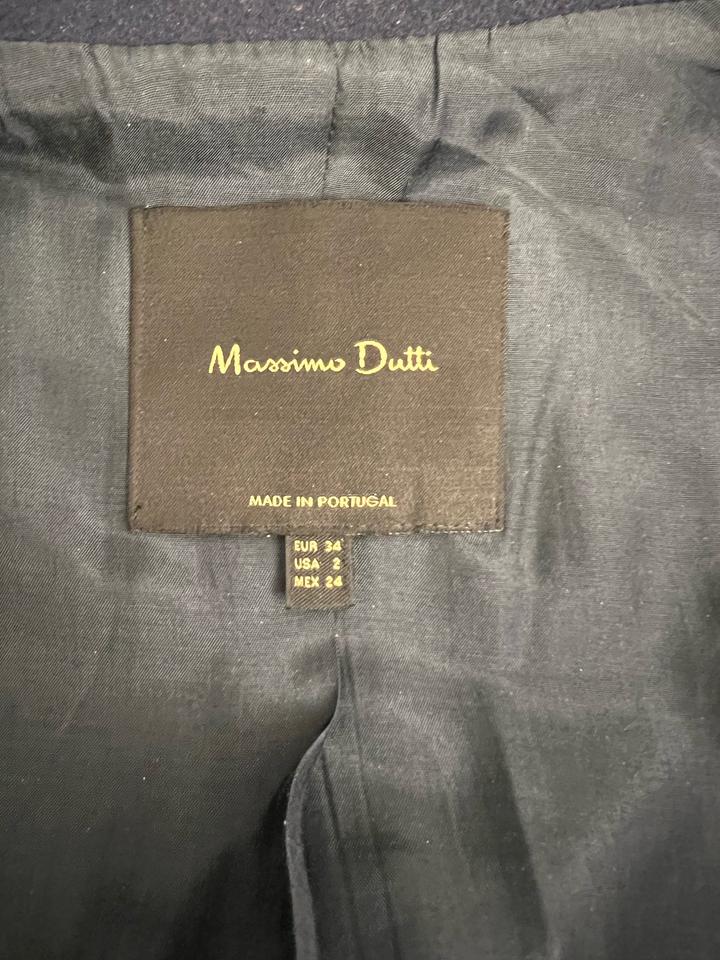 Massimo Dutti
MADE IN PORTUGAL
EUR 34
USA 2
MEX 24